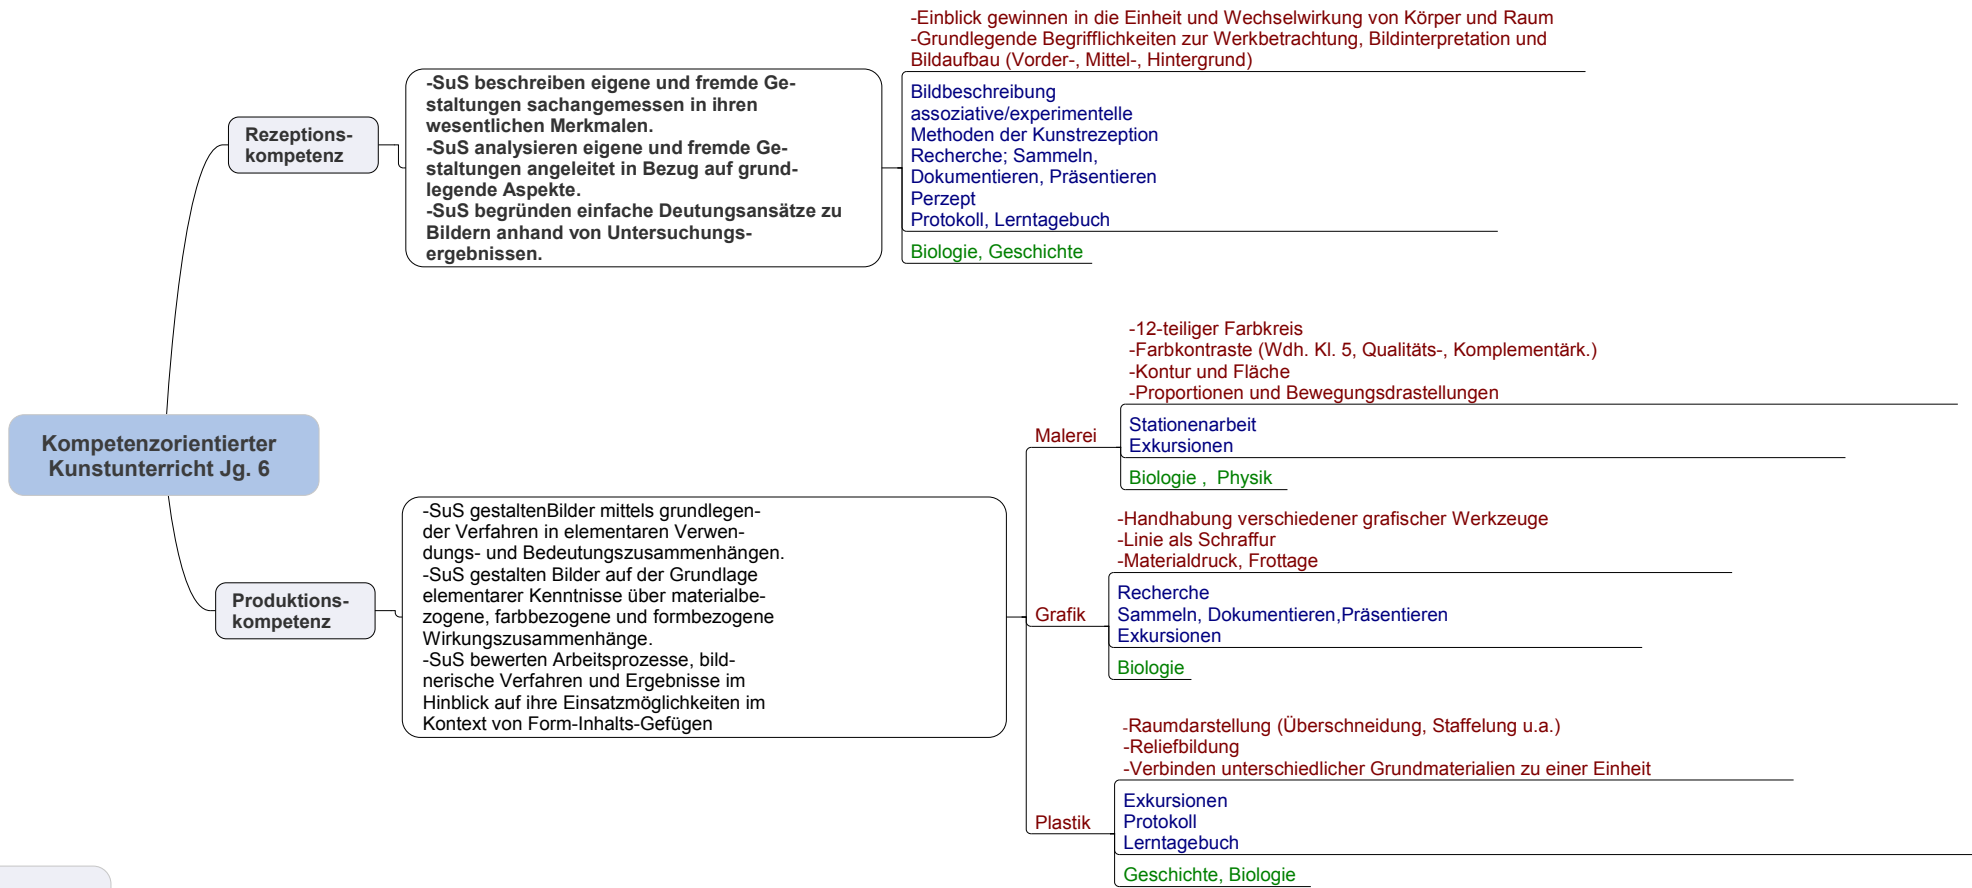 Kompetenzorientierter
Kunstunterricht Jg. 6
Rezeptions-
kompetenz
-SuS beschreiben eigene und fremde Ge-
staltungen sachangemessen in ihren
wesentlichen Merkmalen.
-SuS analysieren eigene und fremde Ge-
staltungen angeleitet in Bezug auf grund-
legende Aspekte.
-SuS begründen einfache Deutungsansätze zu
Bildern anhand von Untersuchungs-
ergebnissen.
-Einblick gewinnen in die Einheit und Wechselwirkung von Körper und Raum
-Grundlegende Begrifflichkeiten zur Werkbetrachtung, Bildinterpretation und
Bildaufbau (Vorder-, Mittel-, Hintergrund)
Bildbeschreibung
assoziative/experimentelle
Methoden der Kunstrezeption
Recherche; Sammeln,
Dokumentieren, Präsentieren
Perzept
Protokoll, Lerntagebuch
Biologie, Geschichte
Produktions-
kompetenz
-SuS gestaltenBilder mittels grundlegen-
der Verfahren in elementaren Verwen-
dungs- und Bedeutungszusammenhängen.
-SuS gestalten Bilder auf der Grundlage
elementarer Kenntnisse über materialbe-
zogene, farbbezogene und formbezogene
Wirkungszusammenhänge.
-SuS bewerten Arbeitsprozesse, bild-
nerische Verfahren und Ergebnisse im
Hinblick auf ihre Einsatzmöglichkeiten im
Kontext von Form-Inhalts-Gefügen
Malerei
-12-teiliger Farbkreis
-Farbkontraste (Wdh. Kl. 5, Qualitäts-, Komplementärk.)
-Kontur und Fläche
-Proportionen und Bewegungsdrastellungen
Stationenarbeit
Exkursionen
Biologie ,  Physik
Grafik
-Handhabung verschiedener grafischer Werkzeuge
-Linie als Schraffur
-Materialdruck, Frottage
Recherche
Sammeln, Dokumentieren,Präsentieren
Exkursionen
Biologie
Plastik
-Raumdarstellung (Überschneidung, Staffelung u.a.)
-Reliefbildung
-Verbinden unterschiedlicher Grundmaterialien zu einer Einheit
Exkursionen
Protokoll
Lerntagebuch
Geschichte, Biologie